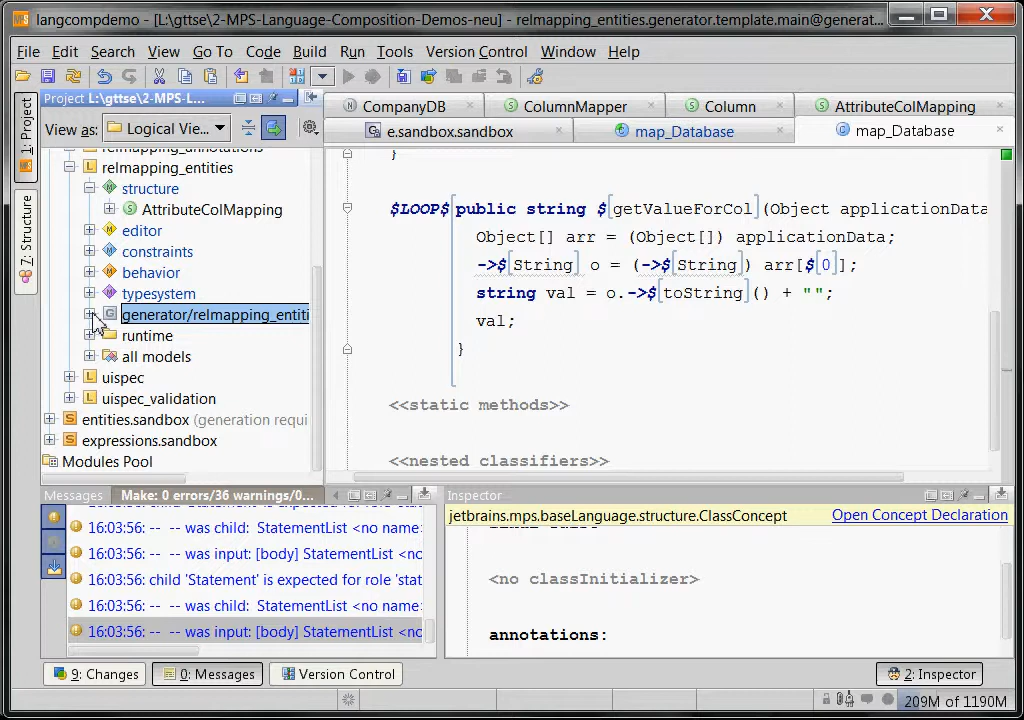 langcompdemo - [L:\gttse\2-MPS-Language-Composition-Demos-neu] - relmapping_entities.generator.template.main@generat...
File Edit Search View Go To Code Build Run Tools Version Control Window Help
Project L:\gttse\2-MPS-L...
1: Project
7: Structure
View as: Logical Vie...
CompanyDB ColumnMapper Column AttributeColMapping
e.sandbox.sandbox map_Database map_Database
relmapping_entities
structure
AttributeColMapping
editor
constraints
behavior
typesystem
generator/relmapping_entiti
runtime
all models
uispec
uispec_validation
entities.sandbox (generation requi
expressions.sandbox
Modules Pool
}
$LOOP$ public string $[getValueForCol](Object applicationData
Object[] arr = (Object[]) applicationData;
->$[String] o = (->$[String]) arr[$[0]];
string val = o.->$[toString]() + "";
val;
}
<<static methods>>
<<nested classifiers>>
Messages Make: 0 errors/36 warnings/0...
16:03:56: -- -- was child: StatementList <no name:
16:03:56: -- -- was input: [body] StatementList <nc
16:03:56: child 'Statement' is expected for role 'stat
16:03:56: -- -- was child: StatementList <no name:
16:03:56: -- -- was input: [body] StatementList <nc
Inspector
jetbrains.mps.baseLanguage.structure.ClassConcept Open Concept Declaration
<no classInitializer>
annotations:
9: Changes 0: Messages Version Control 2: Inspector
209M of 1190M